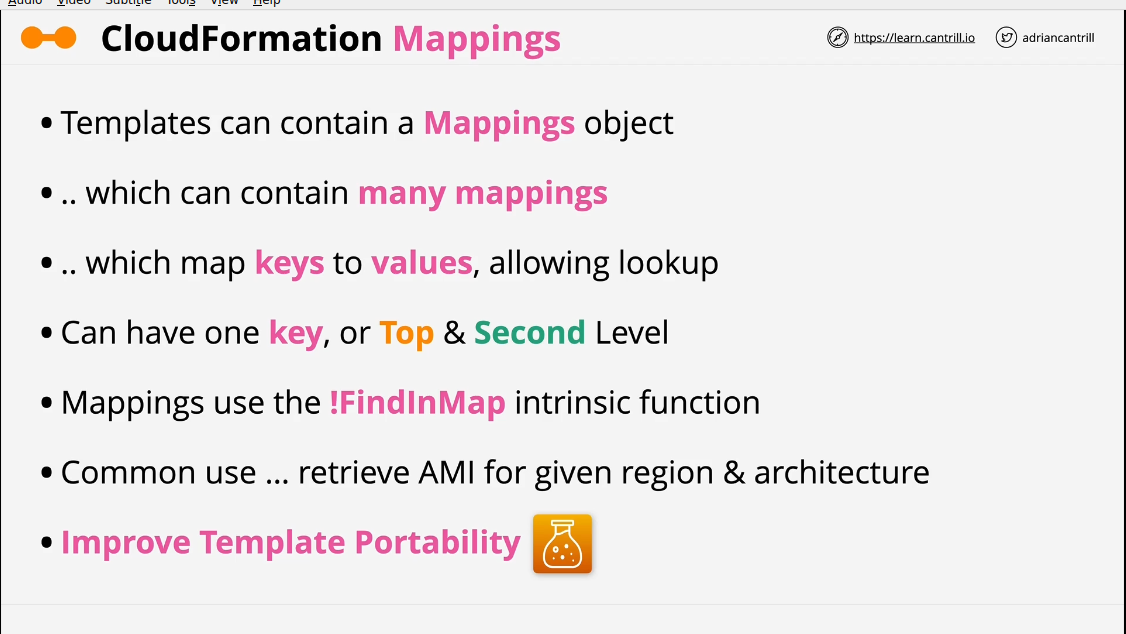 Audio Video Subtitle Tools View Help
CloudFormation Mappings
https://learn.cantrill.io adriancantrill
• Templates can contain a Mappings object
• .. which can contain many mappings
• .. which map keys to values, allowing lookup
• Can have one key, or Top & Second Level
• Mappings use the !FindInMap intrinsic function
• Common use ... retrieve AMI for given region & architecture
• Improve Template Portability